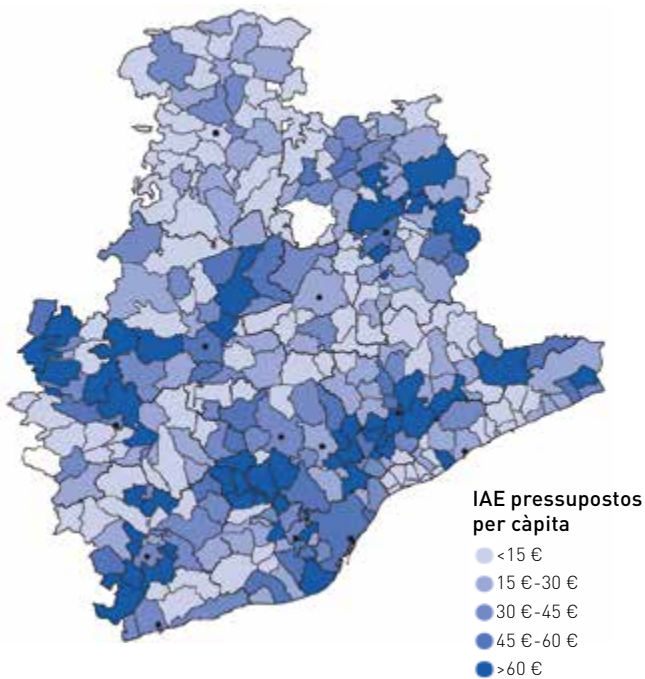 IAE pressupostos
per càpita
<15 €
15 €-30 €
30 €-45 €
45 €-60 €
>60 €